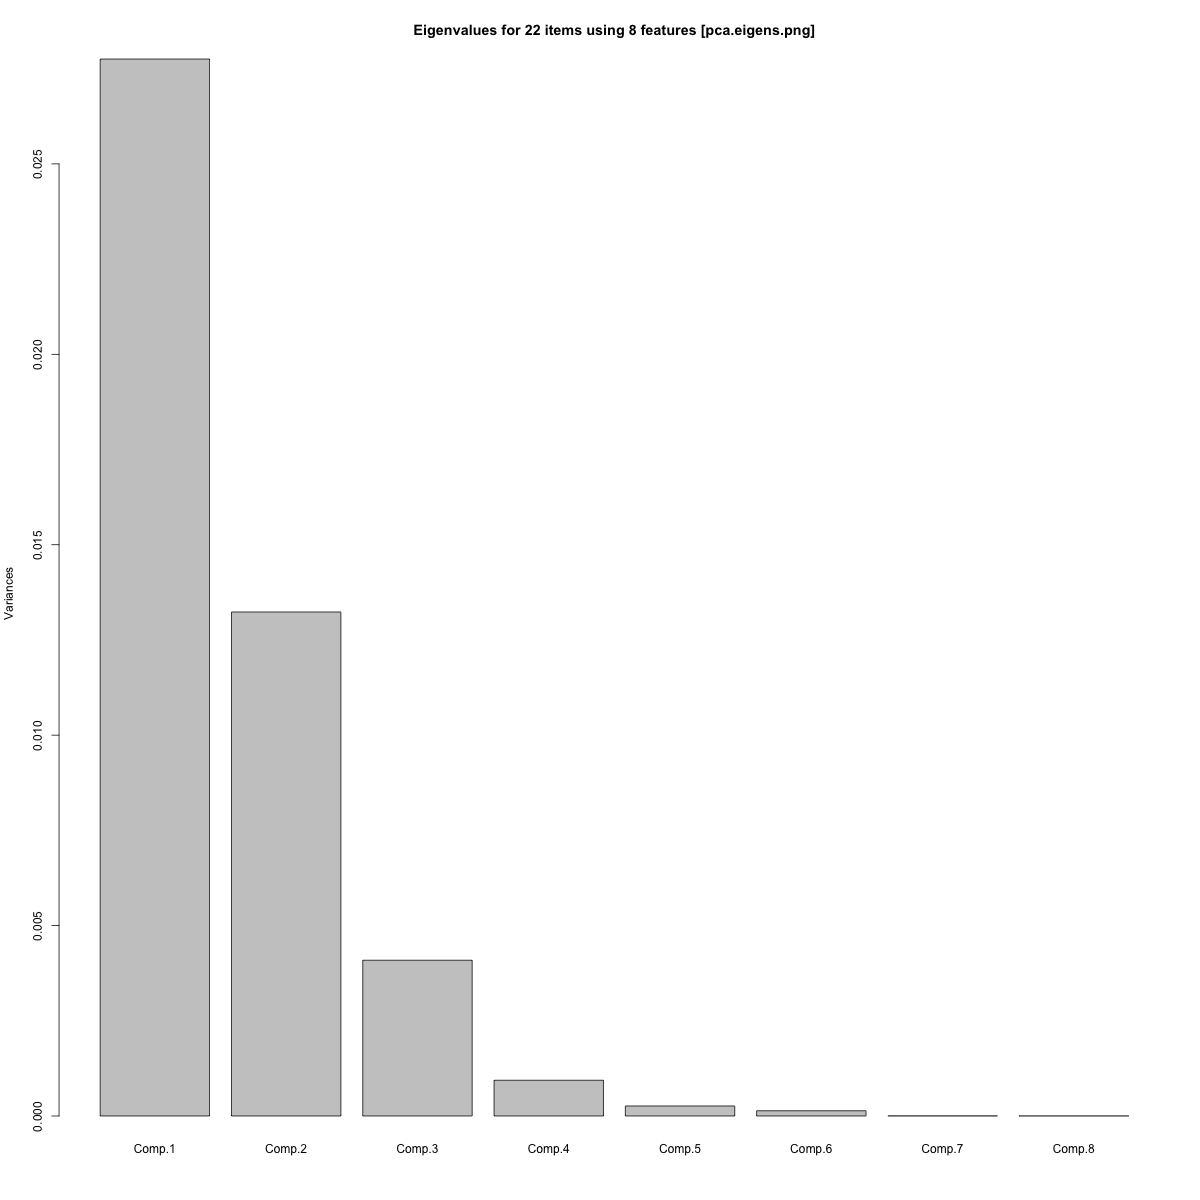 Eigenvalues for 22 items using 8 features [pca.eigens.png]
Variances
0.025
0.020
0.015
0.010
0.005
0.000
Comp.1 Comp.2 Comp.3 Comp.4 Comp.5 Comp.6 Comp.7 Comp.8